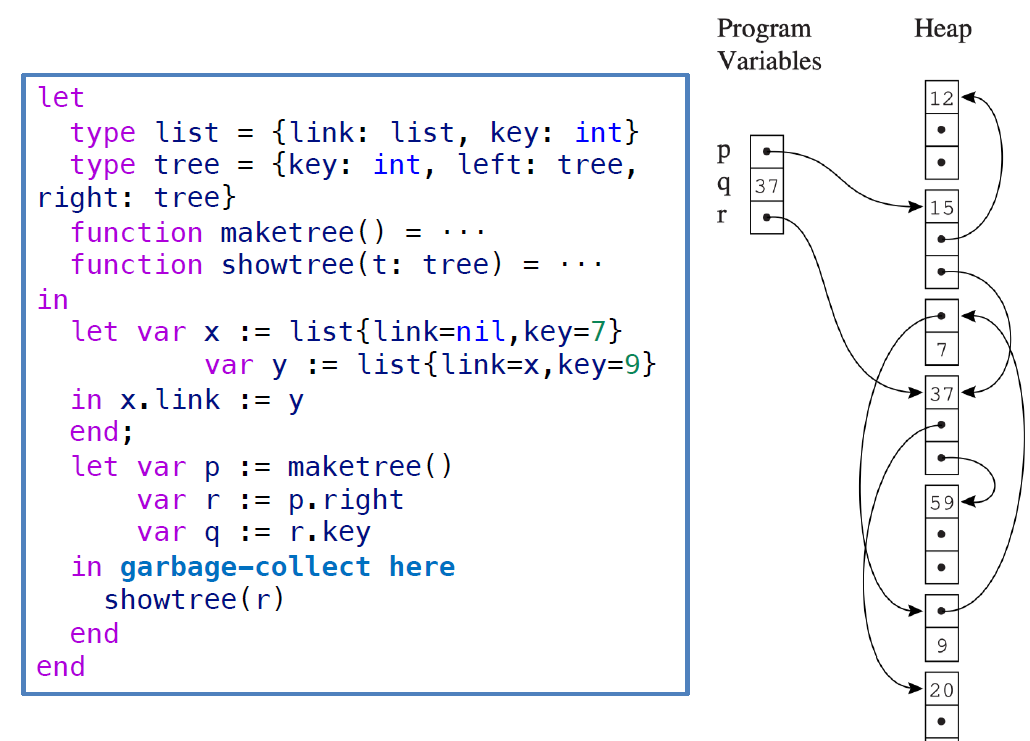 let
type list = {link: list, key: int}
type tree = {key: int, left: tree,
right: tree}
function maketree() = ···
function showtree(t: tree) = ···
in
let var x := list{link=nil,key=7}
var y := list{link=x,key=9}
in x.link := y
end;
let var p := maketree()
var r := p.right
var q := r.key
in garbage-collect here
showtree(r)
end
end
Program
Variables
p
q 37
r
Heap
12
15
7
37
59
9
20